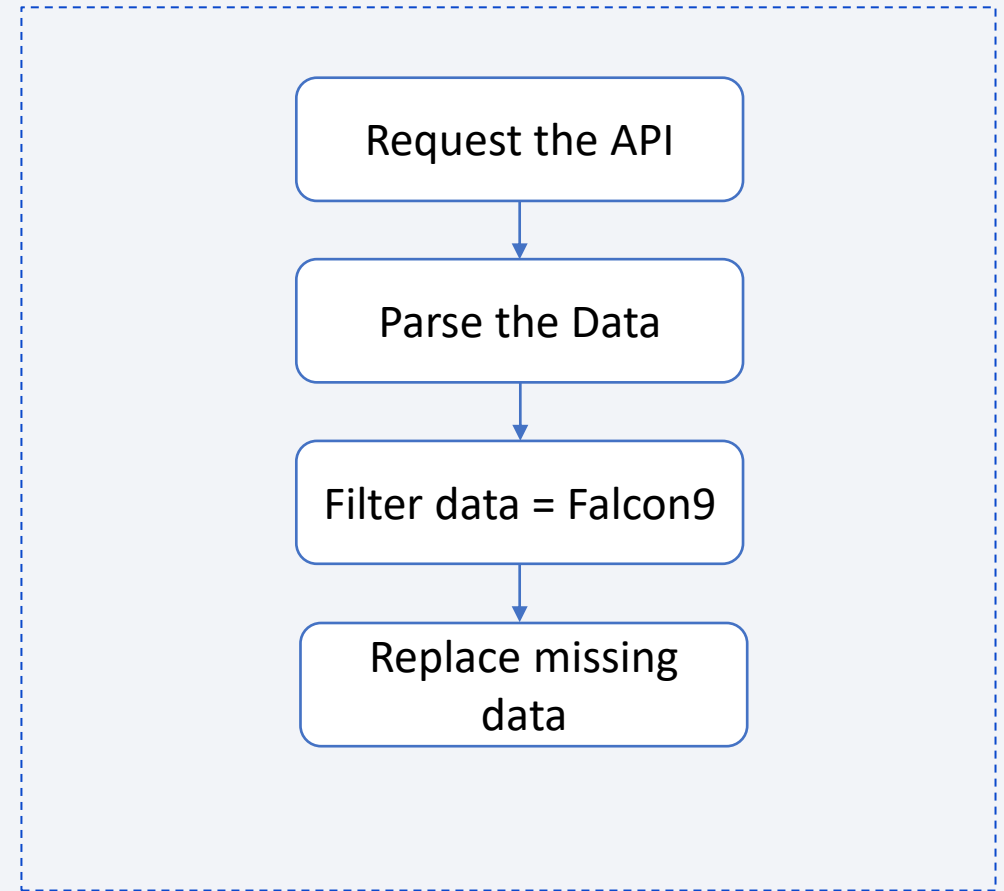 Request the API
Parse the Data
Filter data = Falcon9
Replace missing
data